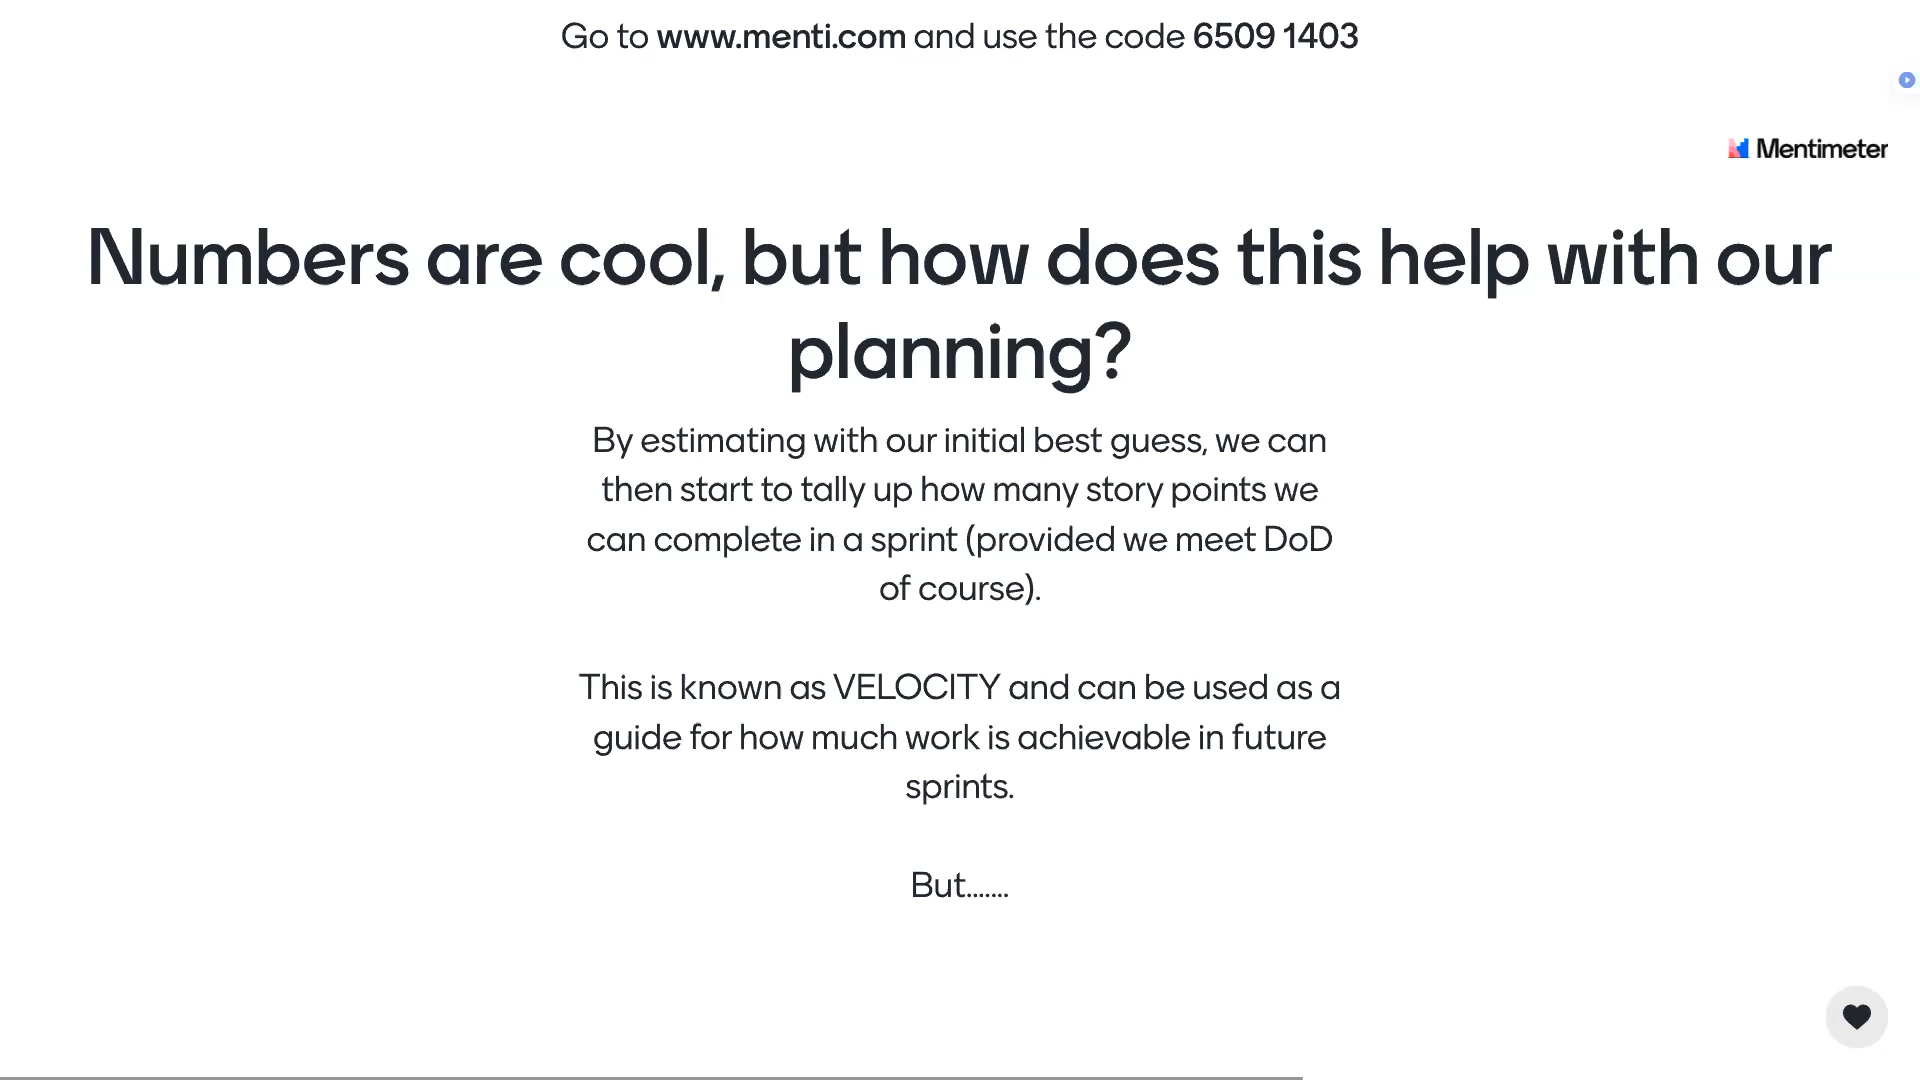 Go to www.menti.com and use the code 6509 1403
Mentimeter
Numbers are cool, but how does this help with our
planning?
By estimating with our initial best guess, we can
then start to tally up how many story points we
can complete in a sprint (provided we meet DoD
of course).
This is known as VELOCITY and can be used as a
guide for how much work is achievable in future
sprints.
But.......